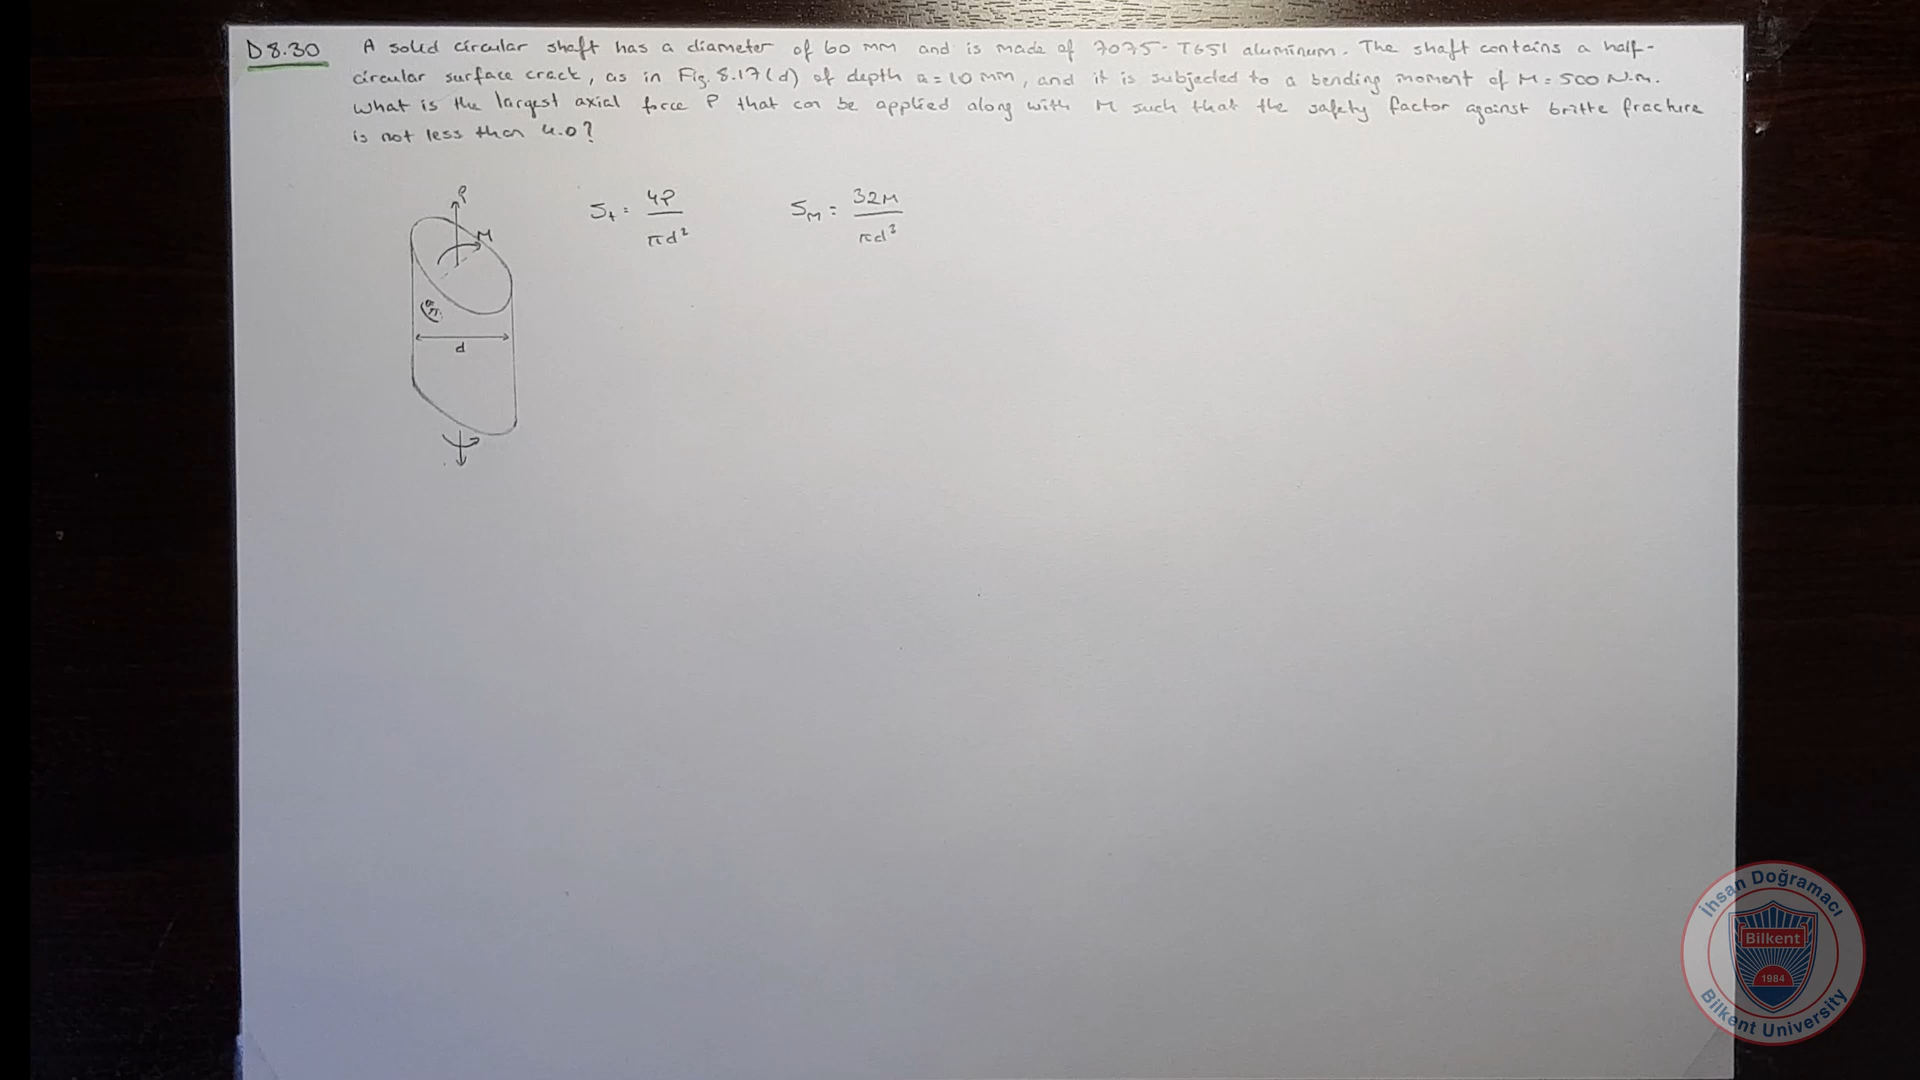 D8.30 A solid circular shaft has a diameter of 60 mm and is made of 7075-T651 aluminum. The shaft contains a half-
circular surface crack, as in Fig. 8.17(d) of depth a = 10 mm, and it is subjected to a bending moment of M = 500 N.m.
What is the largest axial force P that can be applied along with M such that the safety factor against britte fracture
is not less than 4.0?
P
St = 4P / πd² SM = 32M / πd³
M
a
d
İhsan Doğramacı
Bilkent
1984
Bilkent University